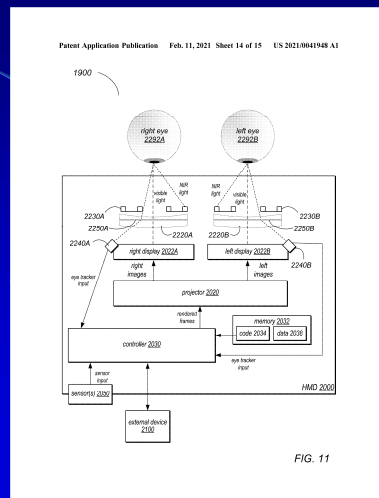 Patent Application Publication Feb. 11, 2021 Sheet 14 of 15 US 2021/0041948 A1
1900
right eye
2292A
left eye
2292B
NIR
light
visible
light
NIR
light
visible
light
2230A
2250A
2220A
2220B
2230B
2250B
2240A
2240B
right display 2022A
left display 2022B
right
images
left
images
eye tracker
input
projector 2020
rendered
frames
memory 2032
code 2034
data 2036
controller 2030
eye tracker
input
sensor
input
HMD 2000
sensor(s) 2050
external device
2100
FIG. 11